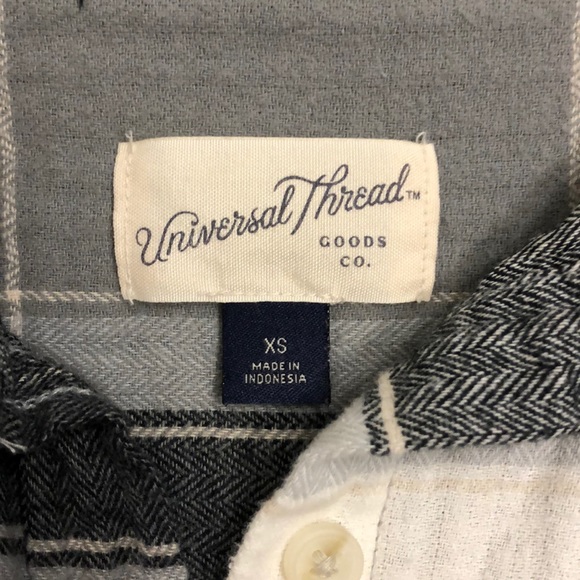 Universal Thread™
GOODS
CO.
XS
MADE IN
INDONESIA